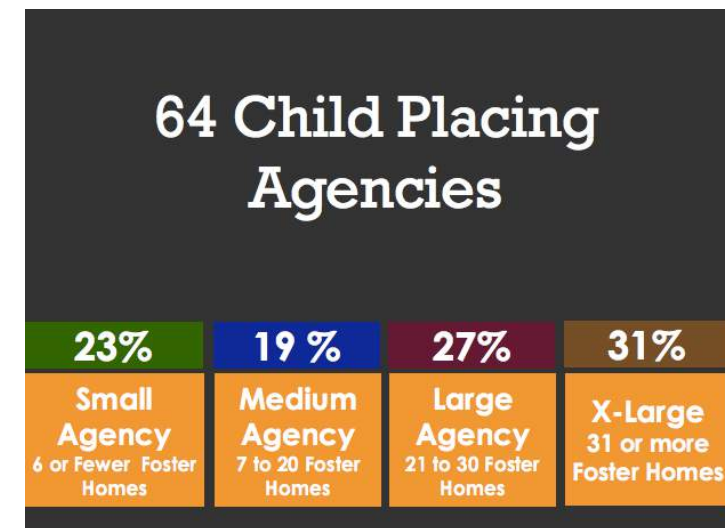 64 Child Placing
Agencies
23%
19 %
27%
31%
Small
Agency
6 or Fewer Foster
Homes
Medium
Agency
7 to 20 Foster
Homes
Large
Agency
21 to 30 Foster
Homes
X-Large
31 or more
Foster Homes